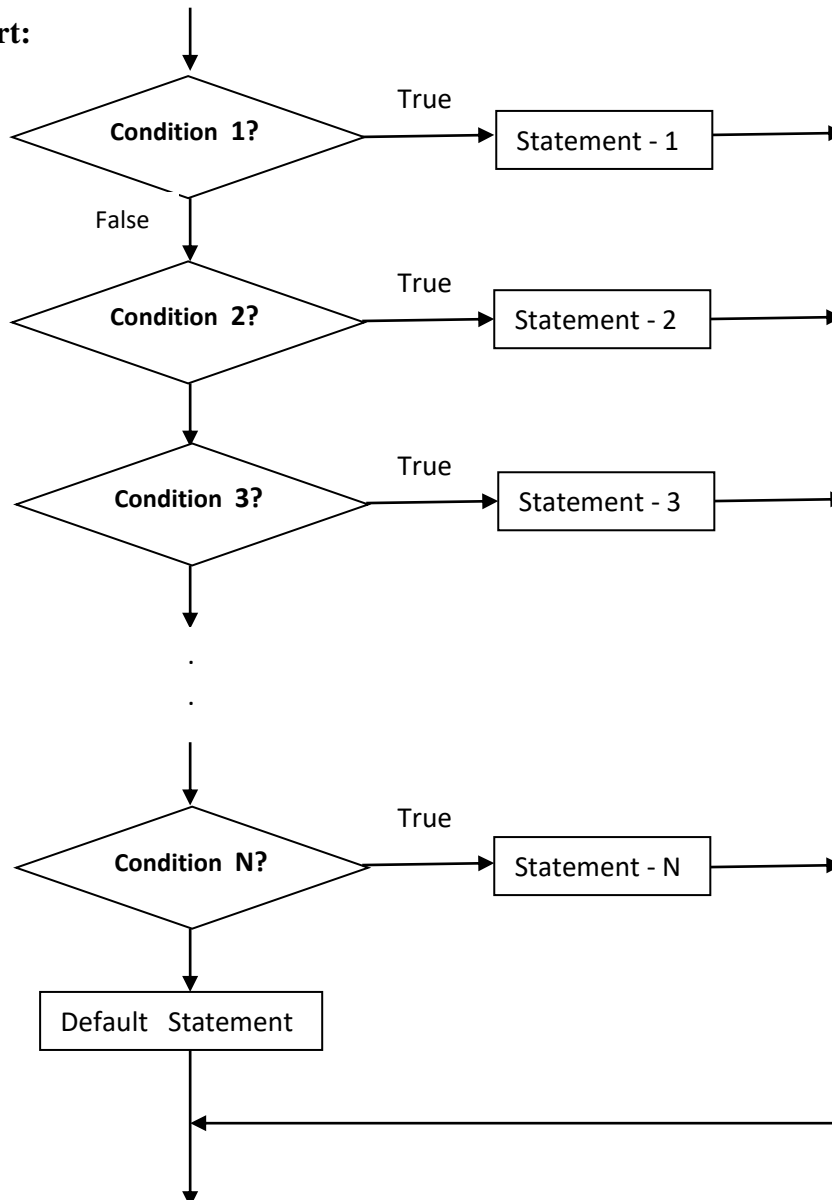 rt:
True
Condition 1?
Statement - 1
False
True
Condition 2?
Statement - 2
True
Condition 3?
Statement - 3
.
.
True
Condition N?
Statement - N
Default Statement